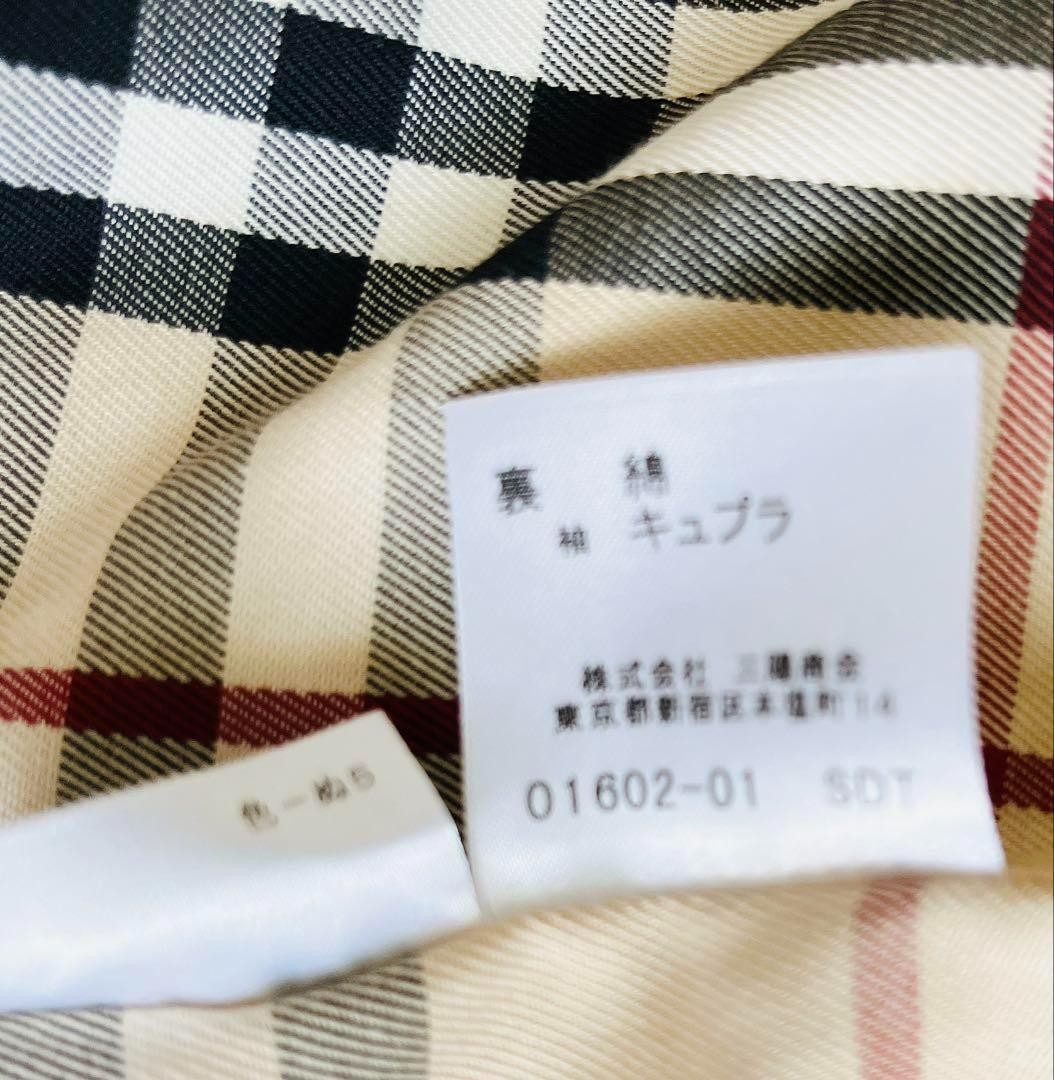 裏 綿
袖 キュプラ
株式会社 三陽商会
東京都新宿区本塩町14
01602-01 SDT
色-ぬ5